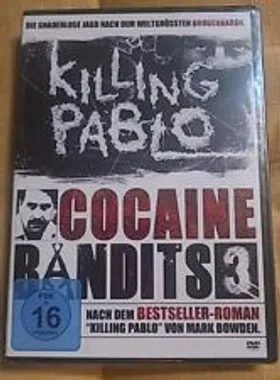 DIE GNADENLOSE JAGD NACH DEM WELTGRÖSSTEN DROGENBARON.
KILLING
PABLO
COCAINE
BANDITS 3
FSK
16
NACH DEM BESTSELLER-ROMAN
"KILLING PABLO" VON MARK BOWDEN.
DVD